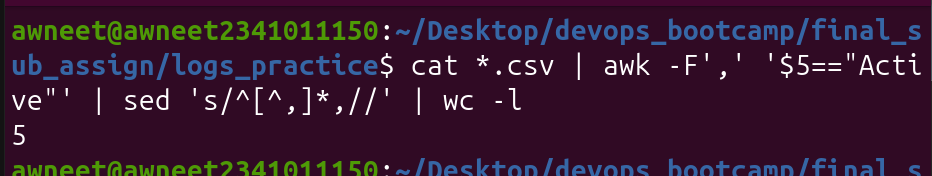 awneet@awneet2341011150:~/Desktop/devops_bootcamp/final_s
ub_assign/logs_practice$ cat *.csv | awk -F',' '$5=="Acti
ve"' | sed 's/^[^,]*,//' | wc -l
5
awneet@awneet2341011150:~/Desktop/devops_bootcamp/final_s